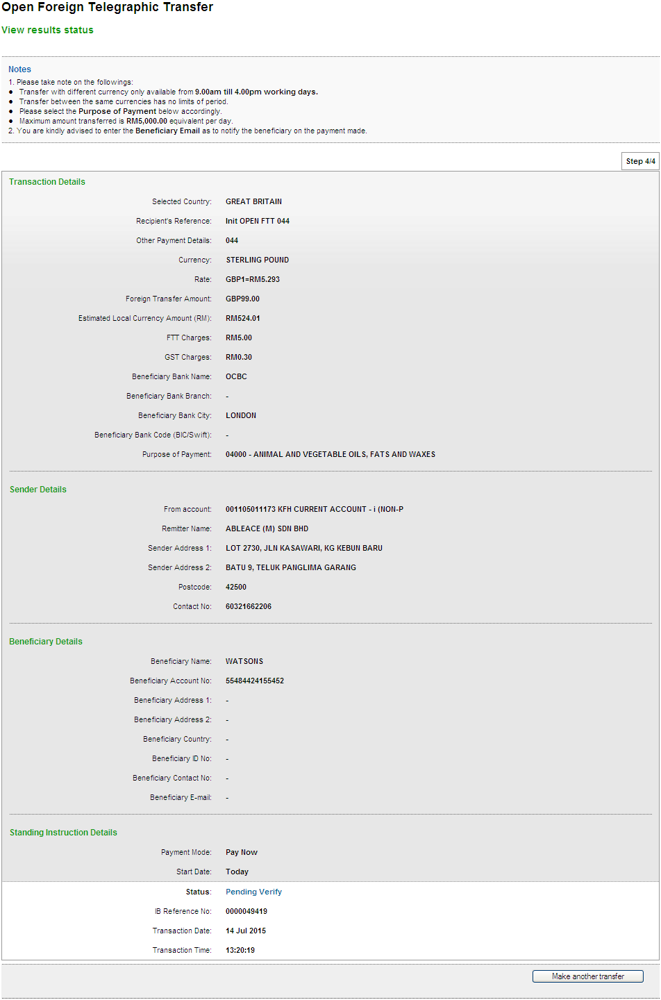 Open Foreign Telegraphic Transfer
View results status
Notes
1. Please take note on the followings:
● Transfer with different currency only available from 9.00am till 4.00pm working days.
● Transfer between the same currencies has no limits of period.
● Please select the Purpose of Payment below accordingly.
● Maximum amount transferred is RM5,000.00 equivalent per day.
2. You are kindly advised to enter the Beneficiary Email as to notify the beneficiary on the payment made.
Step 4/4
Transaction Details
Selected Country: GREAT BRITAIN
Recipient's Reference: Init OPEN FTT 044
Other Payment Details: 044
Currency: STERLING POUND
Rate: GBP1=RM5.293
Foreign Transfer Amount: GBP99.00
Estimated Local Currency Amount (RM): RM524.01
FTT Charges: RM5.00
GST Charges: RM0.30
Beneficiary Bank Name: OCBC
Beneficiary Bank Branch: -
Beneficiary Bank City: LONDON
Beneficiary Bank Code (BIC/Swift): -
Purpose of Payment: 04000 - ANIMAL AND VEGETABLE OILS, FATS AND WAXES
Sender Details
From account: 001105011173 KFH CURRENT ACCOUNT - i (NON-P
Remitter Name: ABLEACE (M) SDN BHD
Sender Address 1: LOT 2730, JLN KASAWARI, KG KEBUN BARU
Sender Address 2: BATU 9, TELUK PANGLIMA GARANG
Postcode: 42500
Contact No: 60321662206
Beneficiary Details
Beneficiary Name: WATSONS
Beneficiary Account No: 55484424155452
Beneficiary Address 1: -
Beneficiary Address 2: -
Beneficiary Country: -
Beneficiary ID No: -
Beneficiary Contact No: -
Beneficiary E-mail: -
Standing Instruction Details
Payment Mode: Pay Now
Start Date: Today
Status: Pending Verify
IB Reference No: 0000049419
Transaction Date: 14 Jul 2015
Transaction Time: 13:20:19
Make another transfer